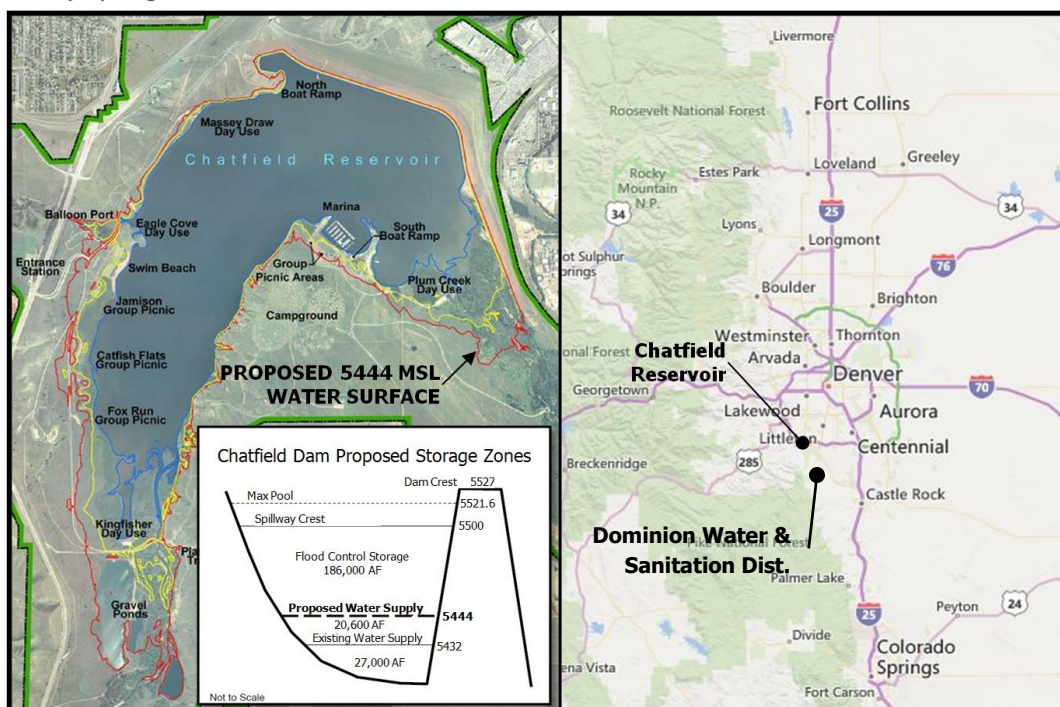 North
Boat Ramp
Massey Draw
Day Use
Chatfield Reservoir
Marina
Balloon Port
Eagle Cove
Day Use
South
Boat Ramp
Entrance
Station
Swim Beach
Group
Picnic Areas
Plum Creek
Day Use
Jamison
Group Picnic
Campground
Catfish Flats
Group Picnic
PROPOSED 5444 MSL
WATER SURFACE
Fox Run
Group Picnic
Kingfisher
Day Use
Gravel
Ponds
Chatfield Dam Proposed Storage Zones
Dam Crest 5527
Max Pool
5521.6
Spillway Crest
5500
Flood Control Storage
186,000 AF
Proposed Water Supply
5444
20,600 AF
Existing Water Supply
5432
27,000 AF
Not to Scale
Livermore
Fort Collins
Roosevelt National Forest
Greeley
Loveland
Estes Park
Rocky
Mountain
N.P.
34
34
25
Lyons
Longmont
76
Boulder
Brighton
Westminster
Thornton
Arvada
Chatfield
Reservoir
Denver
70
Georgetown
Lakewood
Aurora
Centennial
285
Breckenridge
Castle Rock
Dominion Water &
Sanitation Dist.
Palmer Lake
Peyton
24
25
Divide
Colorado
Springs
Fort Carson